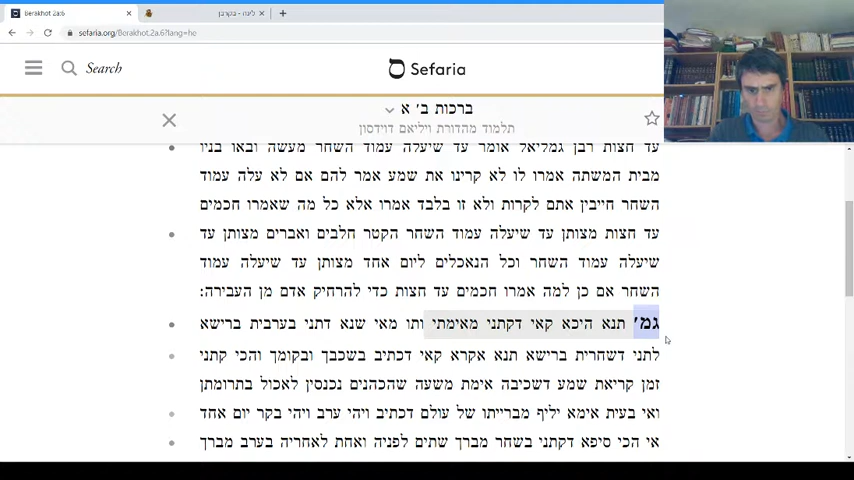 Berakhot.2a:6
לינה - בקרבן
sefaria.org/Berakhot.2a.6?lang=he
Search
Sefaria
ברכות ב׳ א
תלמוד מהדורת ויליאם דוידסון
עד חצות רבן גמליאל אומר עד שיעלה עמוד השחר מעשה ובאו בניו
מבית המשתה אמרו לו לא קרינו את שמע אמר להם אם לא עלה עמוד
השחר חייבין אתם לקרות ולא זו בלבד אמרו אלא כל מה שאמרו חכמים
עד חצות מצותן עד שיעלה עמוד השחר הקטר חלבים ואברים מצותן עד
שיעלה עמוד השחר וכל הנאכלים ליום אחד מצותן עד שיעלה עמוד
השחר אם כן למה אמרו חכמים עד חצות כדי להרחיק אדם מן העבירה:
גמ׳ תנא היכא קאי דקתני מאימתי ותו מאי שנא דתני בערבית ברישא
לתני דשחרית ברישא תנא אקרא קאי דכתיב בשכבך ובקומך והכי קתני
זמן קריאת שמע דשכיבה אימת משעה שהכהנים נכנסין לאכול בתרומתן
ואי בעית אימא יליף מברייתו של עולם דכתיב ויהי ערב ויהי בקר יום אחד
אי הכי סיפא דקתני בשחר מברך שתים לפניה ואחת לאחריה בערב מברך